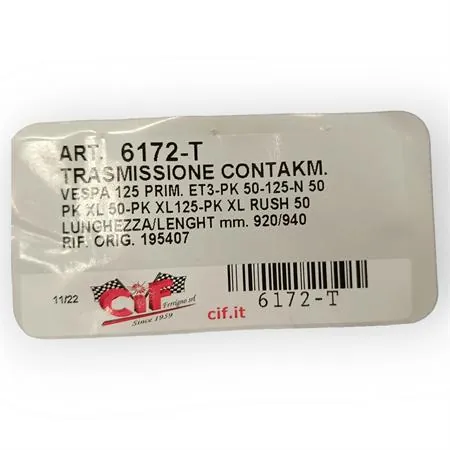 ART. 6172-T
TRASMISSIONE CONTAKM.
VESPA 125 PRIM. ET3-PK 50-125-N 50
PK XL 50-PK XL125-PK XL RUSH 50
LUNGHEZZA/LENGHT mm. 920/940
RIF. ORIG. 195407
11/22
CIF
Ferrigno srl
Since 1959
cif.it
6172-T